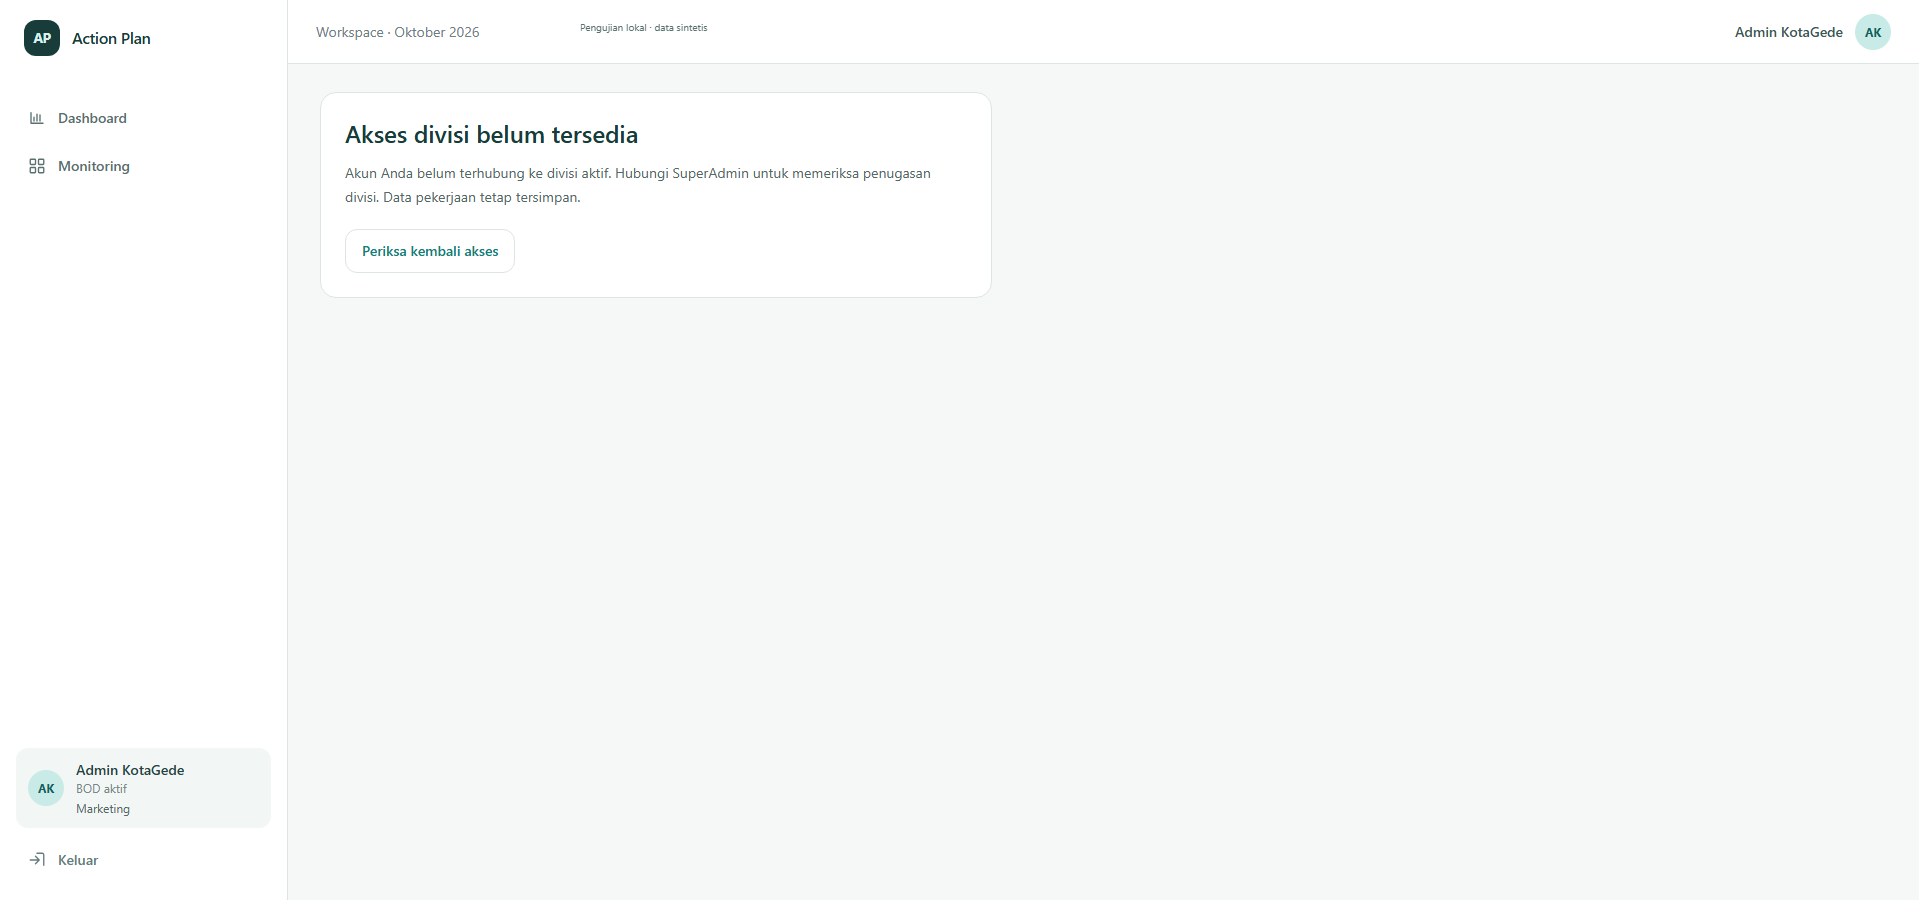 AP Action Plan
Dashboard
Monitoring
Workspace · Oktober 2026
Pengujian lokal · data sintetis
Admin KotaGede AK
Akses divisi belum tersedia
Akun Anda belum terhubung ke divisi aktif. Hubungi SuperAdmin untuk memeriksa penugasan
divisi. Data pekerjaan tetap tersimpan.
Periksa kembali akses
AK
Admin KotaGede
BOD aktif
Marketing
Keluar